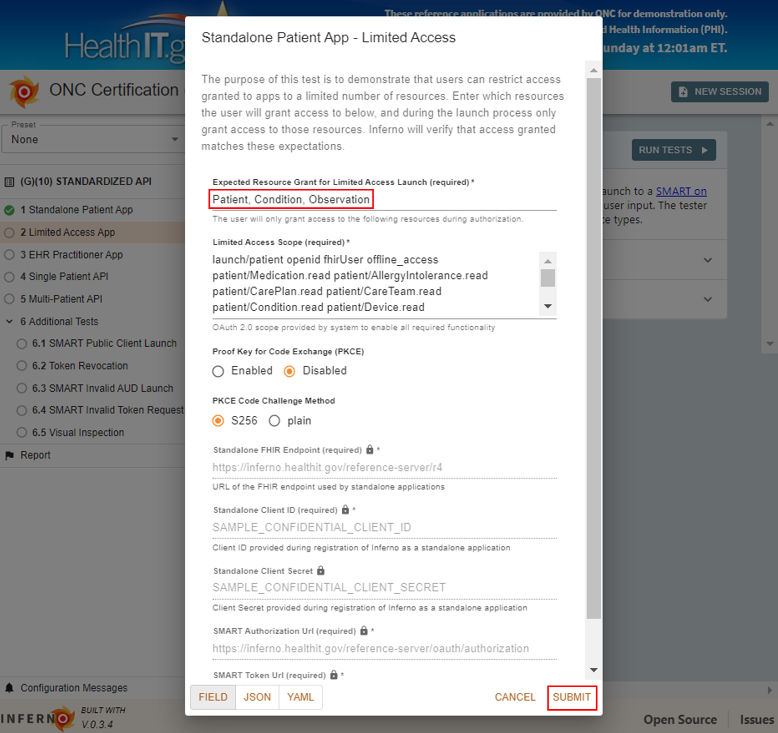 These reference applications are provided by ONC for demonstration only.
HealthIT.g
d Health Information (PHI).
unday at 12:01am ET.
ONC Certification
NEW SESSION
Preset
None
RUN TESTS
(G)(10) STANDARDIZED API
1 Standalone Patient App
2 Limited Access App
3 EHR Practitioner App
4 Single Patient API
5 Multi-Patient API
6 Additional Tests
6.1 SMART Public Client Launch
6.2 Token Revocation
6.3 SMART Invalid AUD Launch
6.4 SMART Invalid Token Request
6.5 Visual Inspection
Report
aunch to a SMART on
user input. The tester
e types.
Standalone Patient App - Limited Access
The purpose of this test is to demonstrate that users can restrict access
granted to apps to a limited number of resources. Enter which resources
the user will grant access to below, and during the launch process only
grant access to those resources. Inferno will verify that access granted
matches these expectations.
Expected Resource Grant for Limited Access Launch (required) *
Patient, Condition, Observation
The user will only grant access to the following resources during authorization.
Limited Access Scope (required) *
launch/patient openid fhirUser offline_access
patient/Medication.read patient/AllergyIntolerance.read
patient/CarePlan.read patient/CareTeam.read
patient/Condition.read patient/Device.read
OAuth 2.0 scope provided by system to enable all required functionality
Proof Key for Code Exchange (PKCE)
Enabled Disabled
PKCE Code Challenge Method
S256 plain
Standalone FHIR Endpoint (required) *
https://inferno.healthit.gov/reference-server/r4
URL of the FHIR endpoint used by standalone applications
Standalone Client ID (required) *
SAMPLE_CONFIDENTIAL_CLIENT_ID
Client ID provided during registration of Inferno as a standalone application
Standalone Client Secret
SAMPLE_CONFIDENTIAL_CLIENT_SECRET
Client Secret provided during registration of Inferno as a standalone application
SMART Authorization Url (required) *
https://inferno.healthit.gov/reference-server/oauth/authorization
SMART Token Url (required) *
FIELD JSON YAML CANCEL SUBMIT
Configuration Messages
INFERN
BUILT WITH
V 0.3.4
Open Source Issues